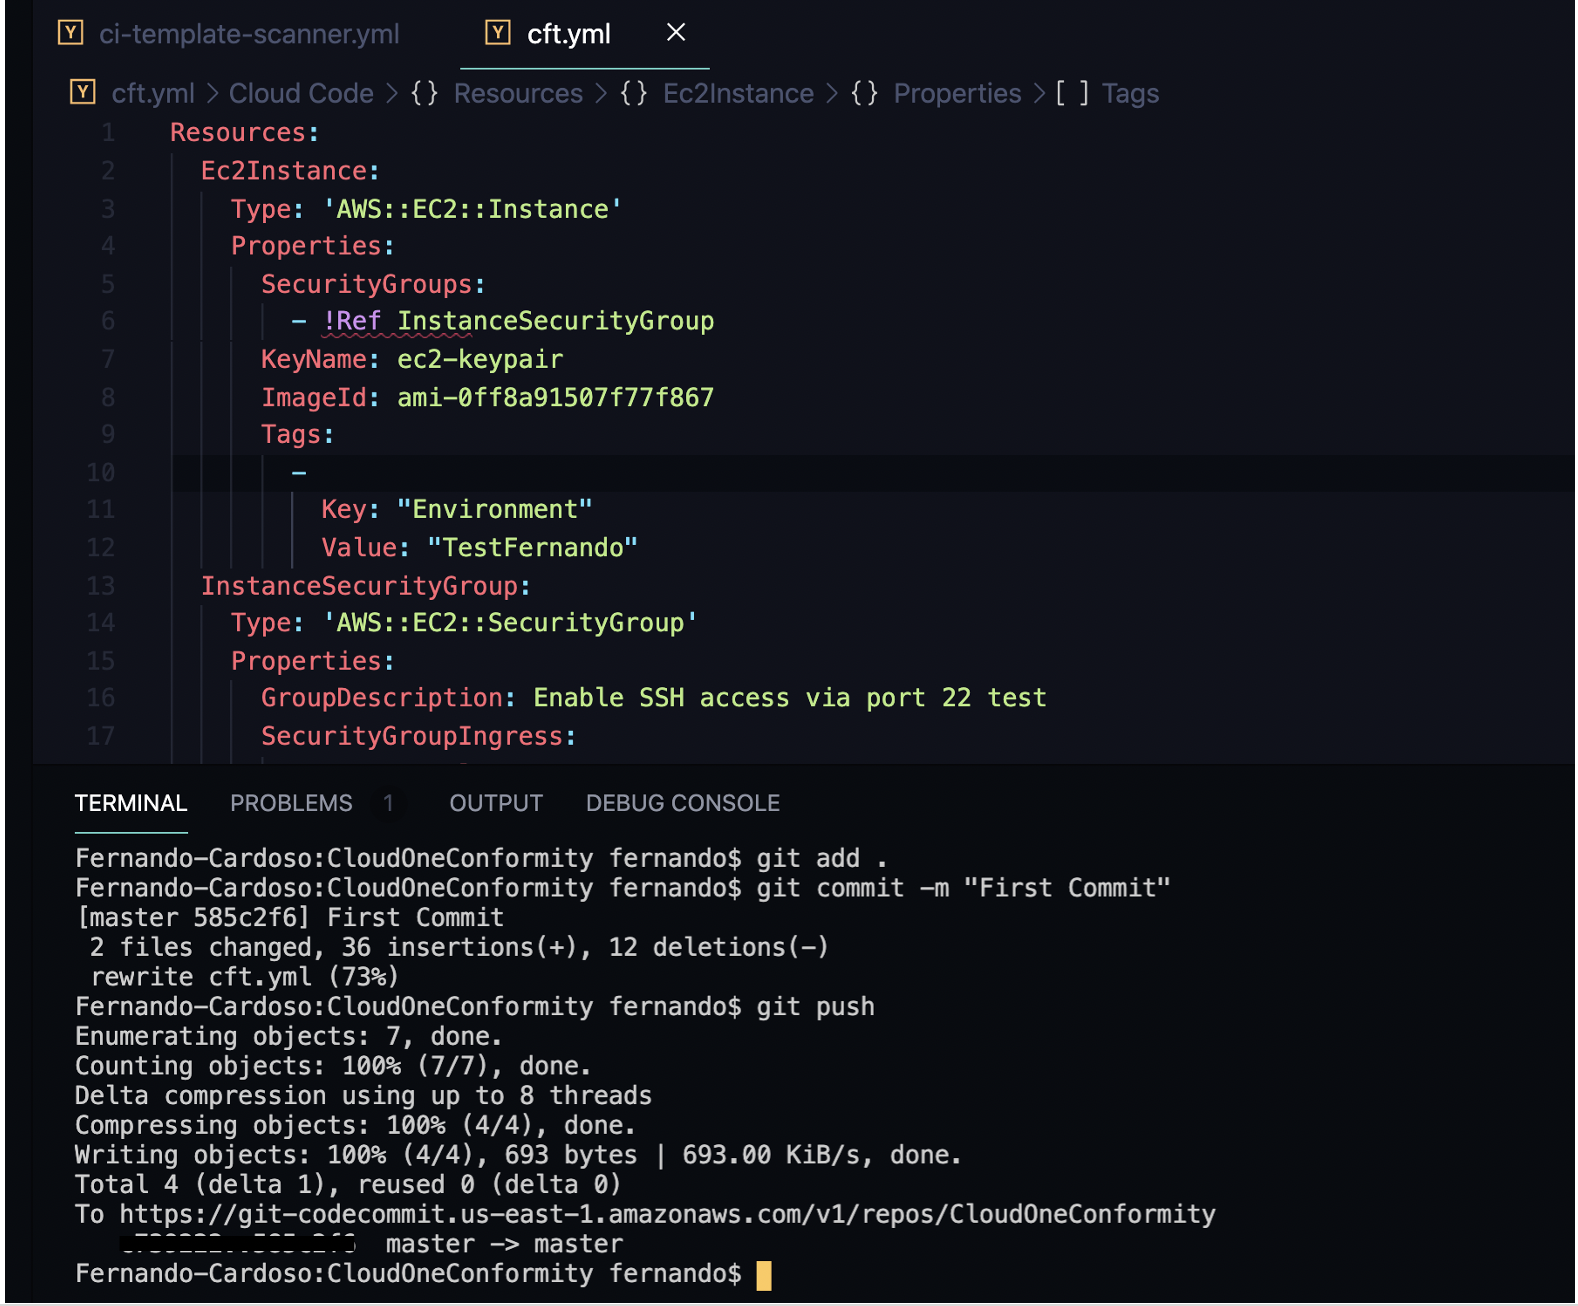 Y ci-template-scanner.yml Y cft.yml ×
Y cft.yml > Cloud Code > {} Resources > {} Ec2Instance > {} Properties > [ ] Tags
1 Resources:
2 Ec2Instance:
3 Type: 'AWS::EC2::Instance'
4 Properties:
5 SecurityGroups:
6 - !Ref InstanceSecurityGroup
7 KeyName: ec2-keypair
8 ImageId: ami-0ff8a91507f77f867
9 Tags:
10 -
11 Key: "Environment"
12 Value: "TestFernando"
13 InstanceSecurityGroup:
14 Type: 'AWS::EC2::SecurityGroup'
15 Properties:
16 GroupDescription: Enable SSH access via port 22 test
17 SecurityGroupIngress:
TERMINAL PROBLEMS 1 OUTPUT DEBUG CONSOLE
Fernando-Cardoso:CloudOneConformity fernando$ git add .
Fernando-Cardoso:CloudOneConformity fernando$ git commit -m "First Commit"
[master 585c2f6] First Commit
2 files changed, 36 insertions(+), 12 deletions(-)
rewrite cft.yml (73%)
Fernando-Cardoso:CloudOneConformity fernando$ git push
Enumerating objects: 7, done.
Counting objects: 100% (7/7), done.
Delta compression using up to 8 threads
Compressing objects: 100% (4/4), done.
Writing objects: 100% (4/4), 693 bytes | 693.00 KiB/s, done.
Total 4 (delta 1), reused 0 (delta 0)
To https://git-codecommit.us-east-1.amazonaws.com/v1/repos/CloudOneConformity
master -> master
Fernando-Cardoso:CloudOneConformity fernando$